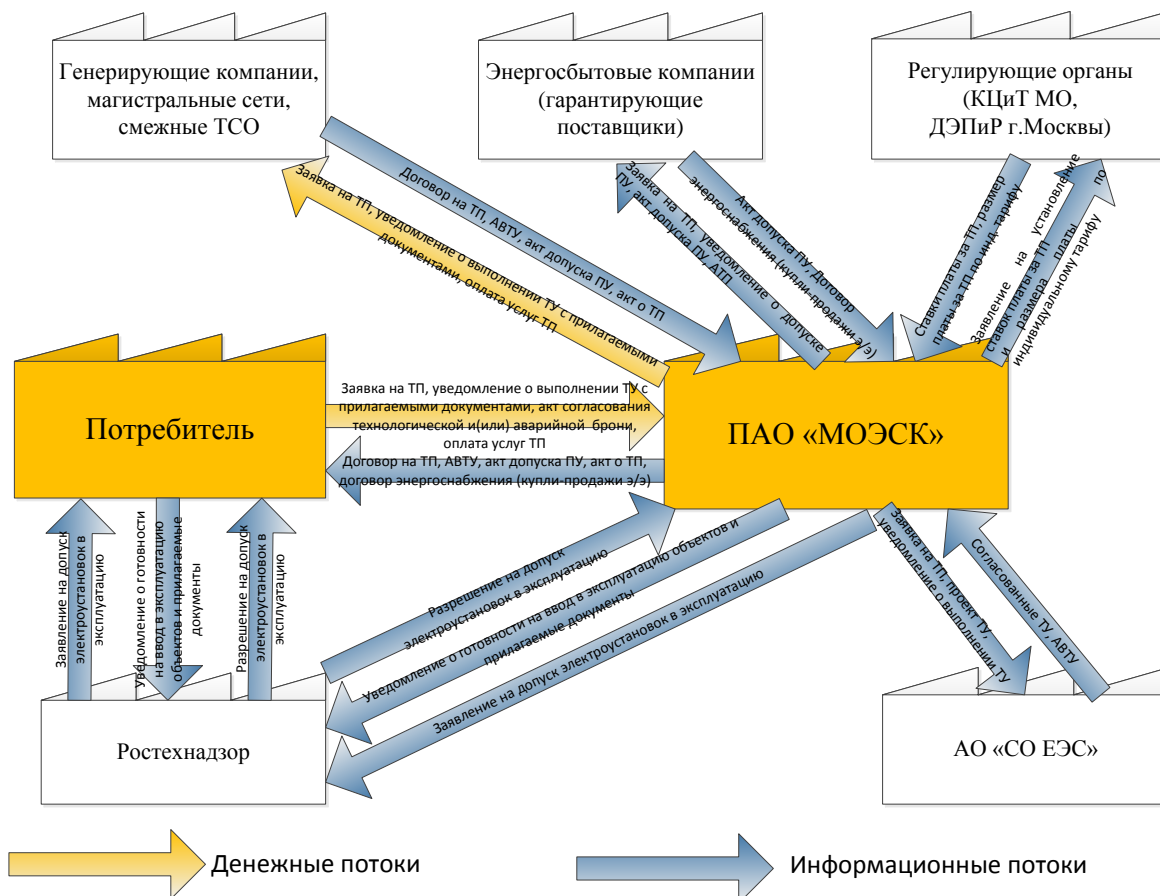 Генерирующие компании,
магистральные сети,
смежные ТСО
Энергосбытовые компании
(гарантирующие
поставщики)
Регулирующие органы
(КЦиТ МО,
ДЭПиР г.Москвы)
Договор на ТП, АВТУ, акт допуска ПУ, акт о ТП
Заявка на ТП, уведомление о выполнении ТУ с прилагаемыми
документами, оплата услуг ТП
Акт допуска ПУ, Договор
энергоснабжения (купли-продажи э/э)
Заявка на ТП, уведомление о допуске
ПУ, акт допуска ПУ, АТП
Ставки платы за ТП, размер
платы за ТП по инд. тарифу
Заявление на установление
ставок платы за ТП
и размера платы по
индивидуальному тарифу
Потребитель
Заявка на ТП, уведомление о выполнении ТУ с
прилагаемыми документами, акт согласования
технологической и(или) аварийной брони,
оплата услуг ТП
Договор на ТП, АВТУ, акт допуска ПУ, акт о ТП,
договор энергоснабжения (купли-продажи э/э)
ПАО «МОЭСК»
Заявление на допуск
электроустановок в
эксплуатацию
Уведомление о готовности
на ввод в эксплуатацию
объектов и прилагаемые
документы
Разрешение на допуск
электроустановок в
эксплуатацию
Разрешение на допуск
электроустановок в эксплуатацию
Уведомление о готовности на ввод в эксплуатацию объектов и
прилагаемые документы
Заявление на допуск электроустановок в эксплуатацию
Заявка на ТП, проект ТУ,
уведомление о выполнении ТУ
Согласованные ТУ, АВТУ
Ростехнадзор
АО «СО ЕЭС»
Денежные потоки
Информационные потоки